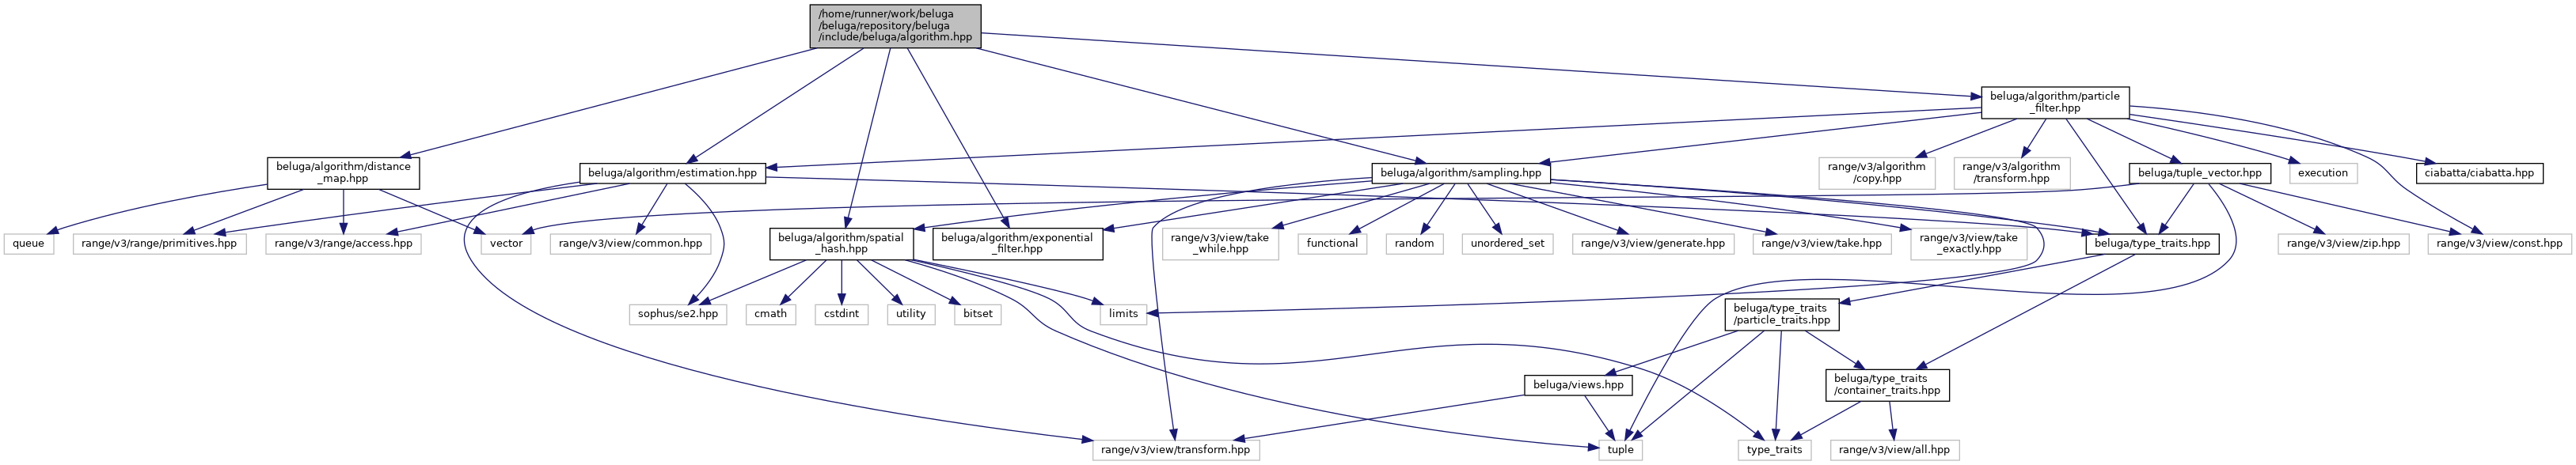 /home/runner/work/beluga
/beluga/repository/beluga
/include/beluga/algorithm.hpp
beluga/algorithm/particle
_filter.hpp
beluga/algorithm/distance
_map.hpp
beluga/algorithm/estimation.hpp
beluga/algorithm/sampling.hpp
range/v3/algorithm
/copy.hpp
range/v3/algorithm
/transform.hpp
beluga/tuple_vector.hpp
execution
ciabatta/ciabatta.hpp
queue
range/v3/range/primitives.hpp
range/v3/range/access.hpp
vector
range/v3/view/common.hpp
beluga/algorithm/spatial
_hash.hpp
beluga/algorithm/exponential
_filter.hpp
range/v3/view/take
_while.hpp
functional
random
unordered_set
range/v3/view/generate.hpp
range/v3/view/take.hpp
range/v3/view/take
_exactly.hpp
beluga/type_traits.hpp
range/v3/view/zip.hpp
range/v3/view/const.hpp
sophus/se2.hpp
cmath
cstdint
utility
bitset
limits
beluga/type_traits
/particle_traits.hpp
beluga/views.hpp
beluga/type_traits
/container_traits.hpp
range/v3/view/transform.hpp
tuple
type_traits
range/v3/view/all.hpp